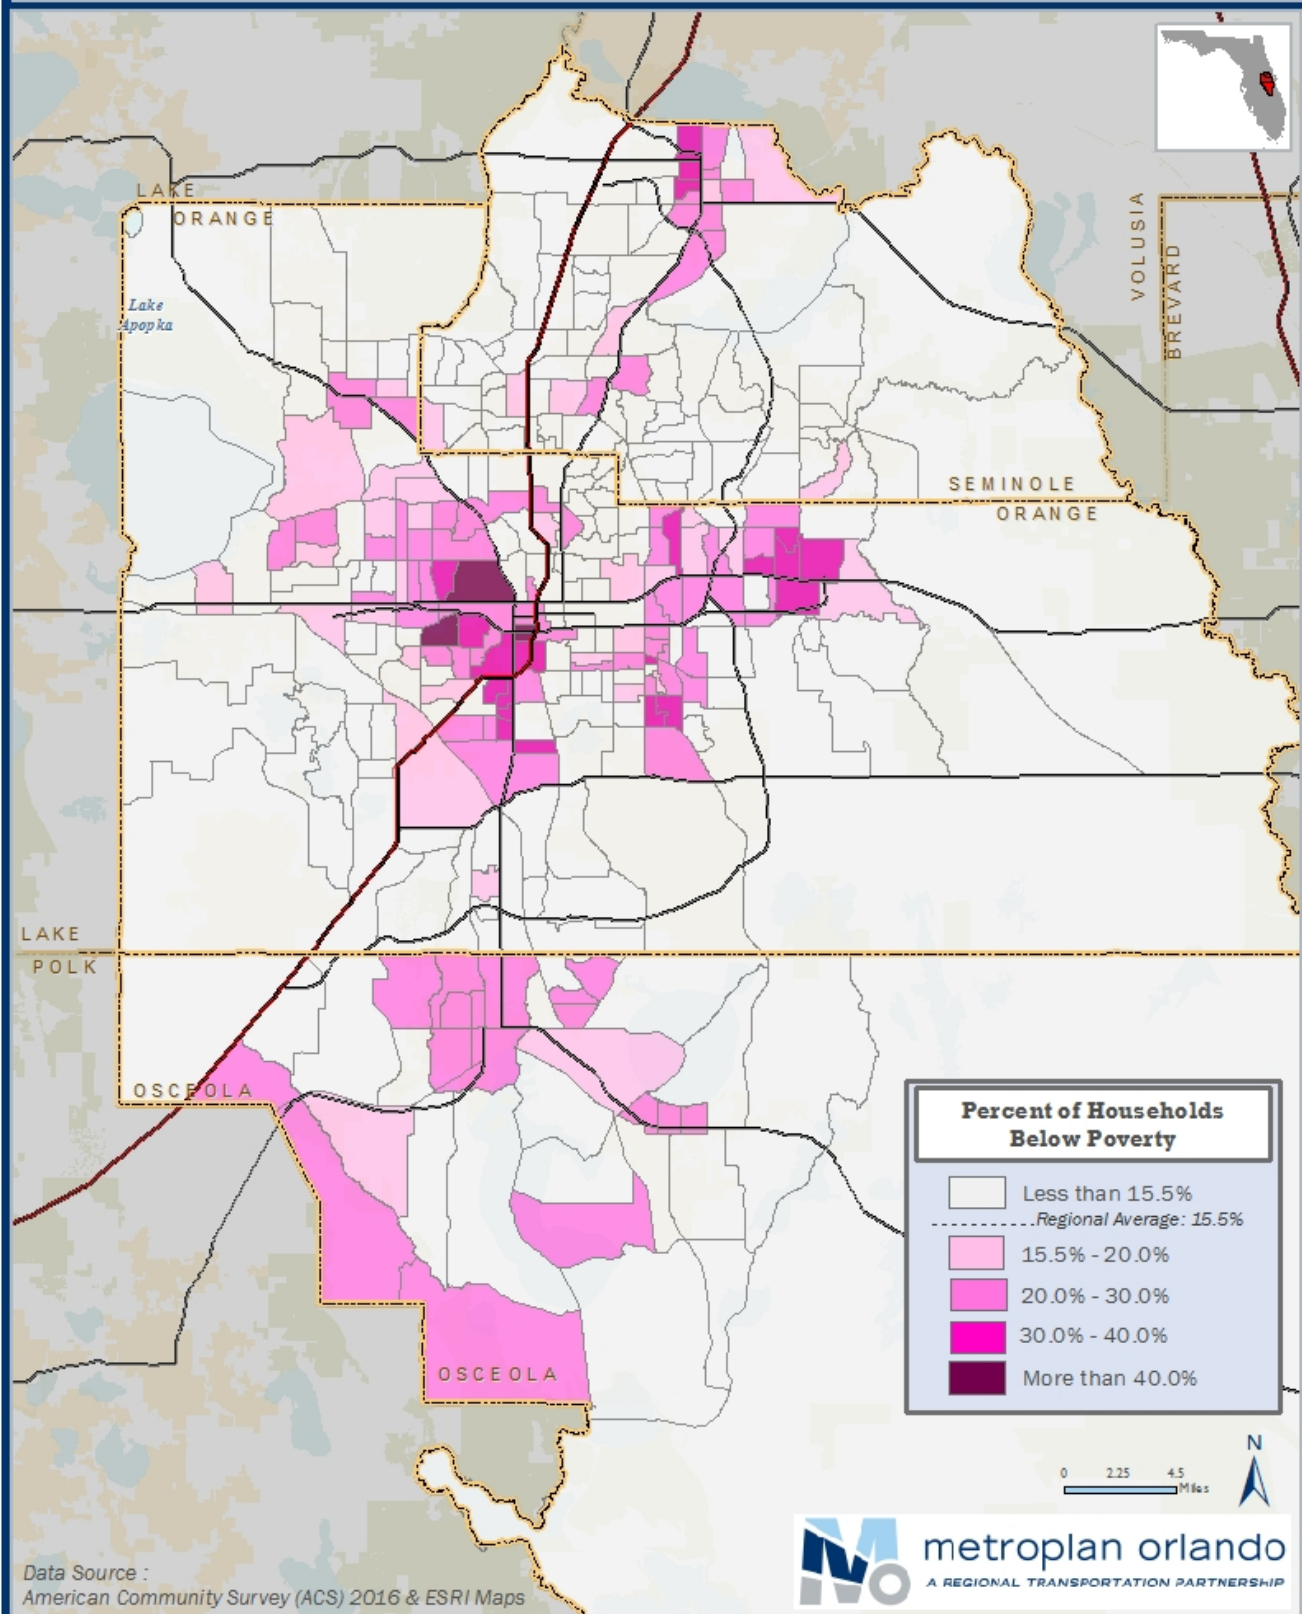 LAKE
ORANGE
Lake
Apopka
VOLUSIA
BREVARD
SEMINOLE
ORANGE
LAKE
POLK
OSCEOLA
OSCEOLA
Percent of Households
Below Poverty
Less than 15.5%
Regional Average: 15.5%
15.5% - 20.0%
20.0% - 30.0%
30.0% - 40.0%
More than 40.0%
N
0 2.25 4.5
Miles
metroplan orlando
A REGIONAL TRANSPORTATION PARTNERSHIP
Data Source :
American Community Survey (ACS) 2016 & ESRI Maps